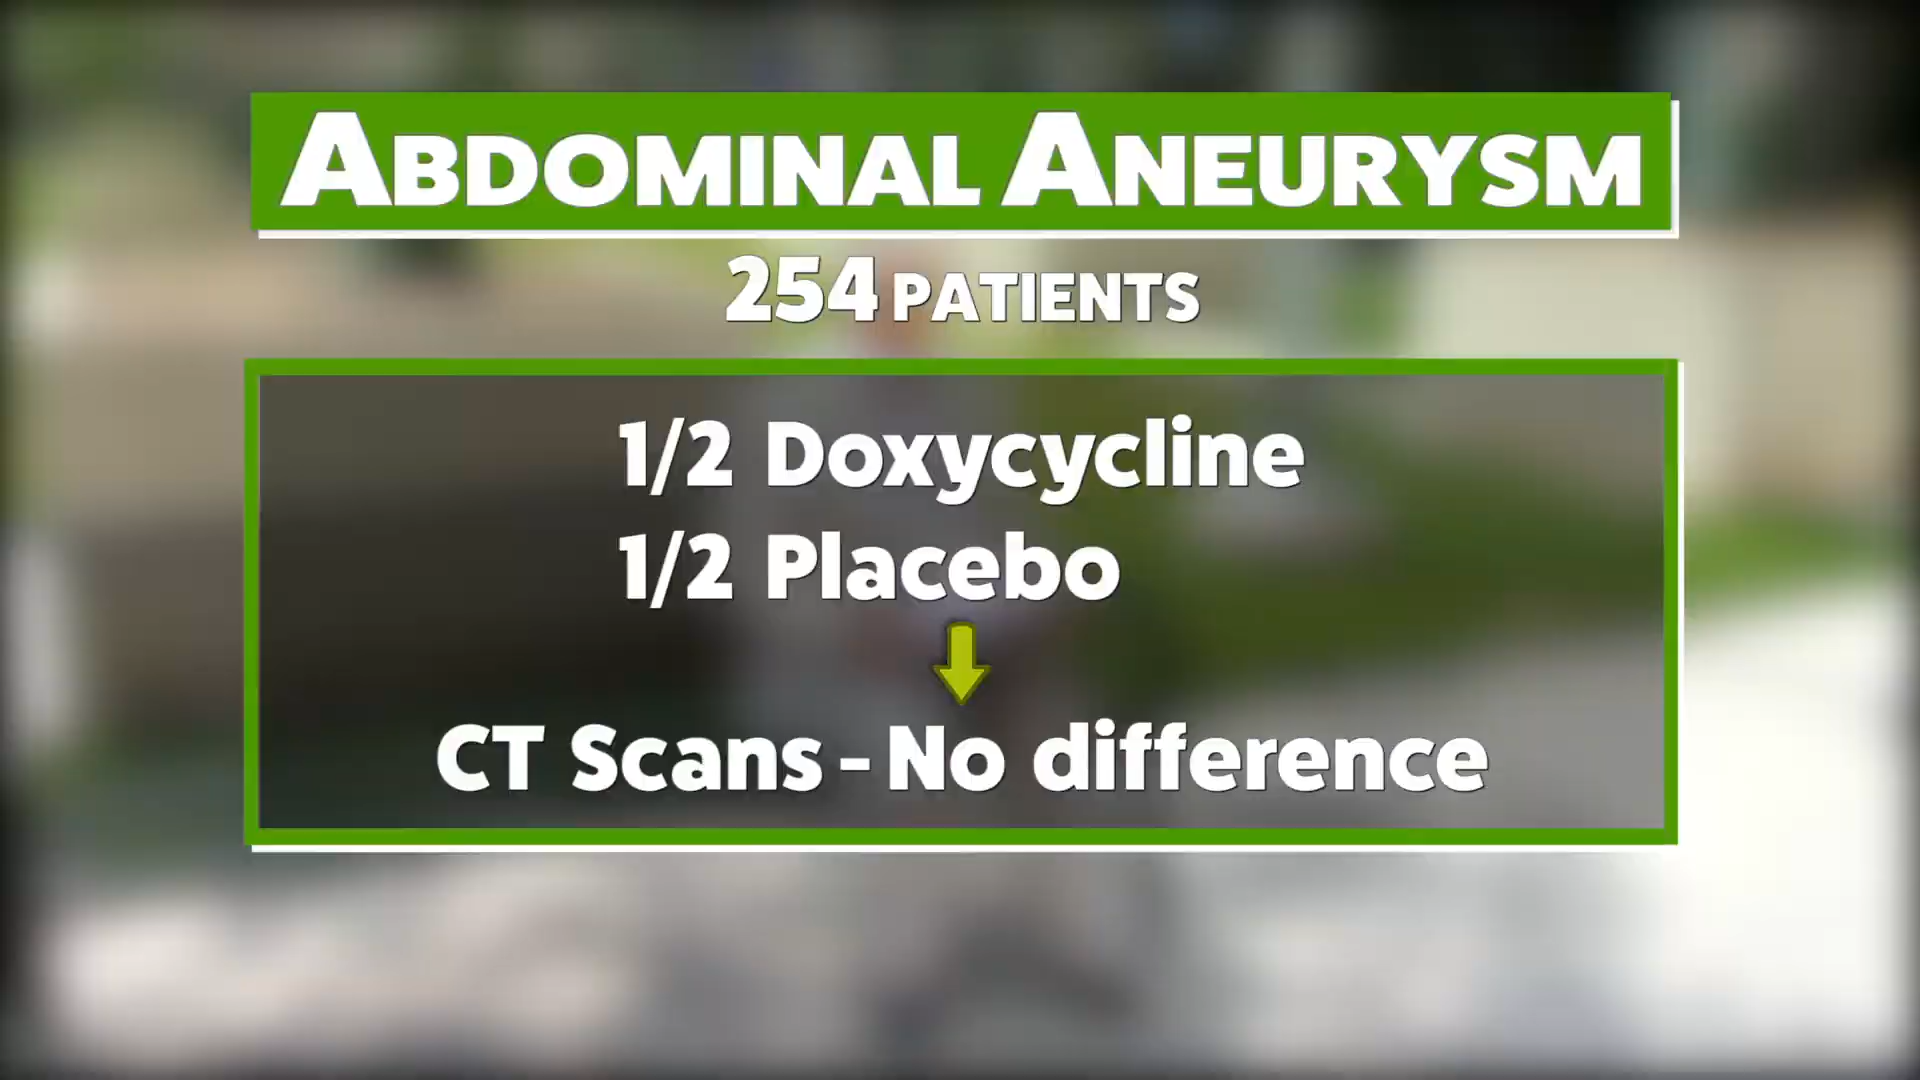 ABDOMINAL ANEURYSM
254 PATIENTS
1/2 Doxycycline
1/2 Placebo
CT Scans - No difference